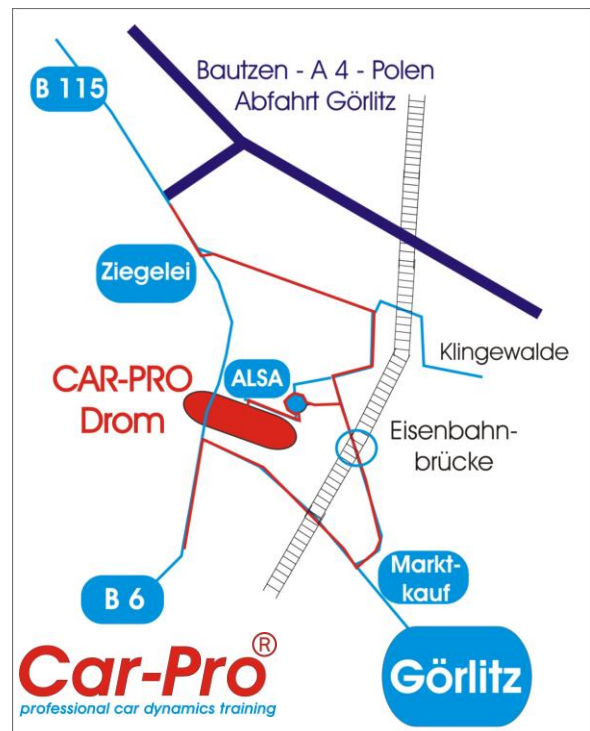 Bautzen - A 4 - Polen
Abfahrt Görlitz
B 115
Ziegelei
Klingewalde
CAR-PRO
Drom
ALSA
Eisenbahn-
brücke
Markt-
kauf
B 6
Görlitz
Car-Pro®
professional car dynamics training